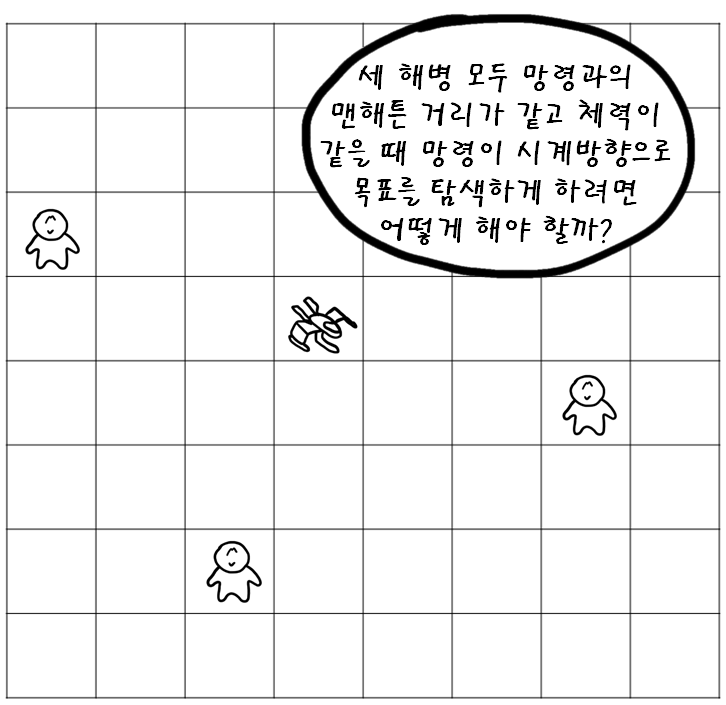 세 해병 모두 망령과의
맨해튼 거리가 같고 체력이
같을 때 망령이 시계방향으로
목표를 탐색하게 하려면
어떻게 해야 할까?